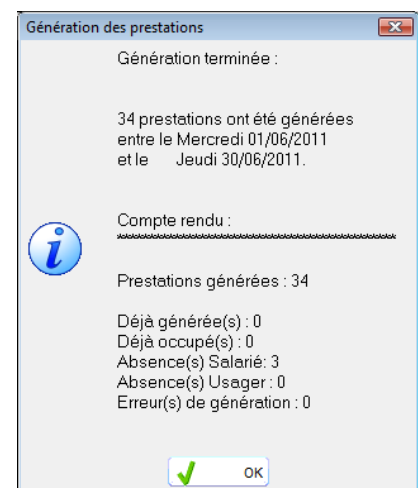 Génération des prestations
Génération terminée :
34 prestations ont été générées
entre le Mercredi 01/06/2011
et le Jeudi 30/06/2011.
Compte rendu :
**********************************************
Prestations générées : 34
Déjà générée(s) : 0
Déjà occupé(s) : 0
Absence(s) Salarié: 3
Absence(s) Usager : 0
Erreur(s) de génération : 0
OK